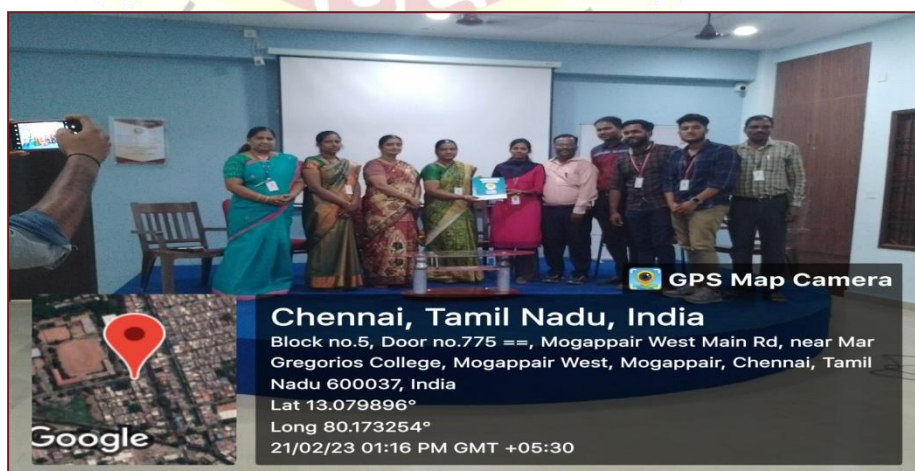 GPS Map Camera
Chennai, Tamil Nadu, India
Block no.5, Door no.775 ==, Mogappair West Main Rd, near Mar
Gregorios College, Mogappair West, Mogappair, Chennai, Tamil
Nadu 600037, India
Lat 13.079896°
Long 80.173254°
21/02/23 01:16 PM GMT +05:30
Google